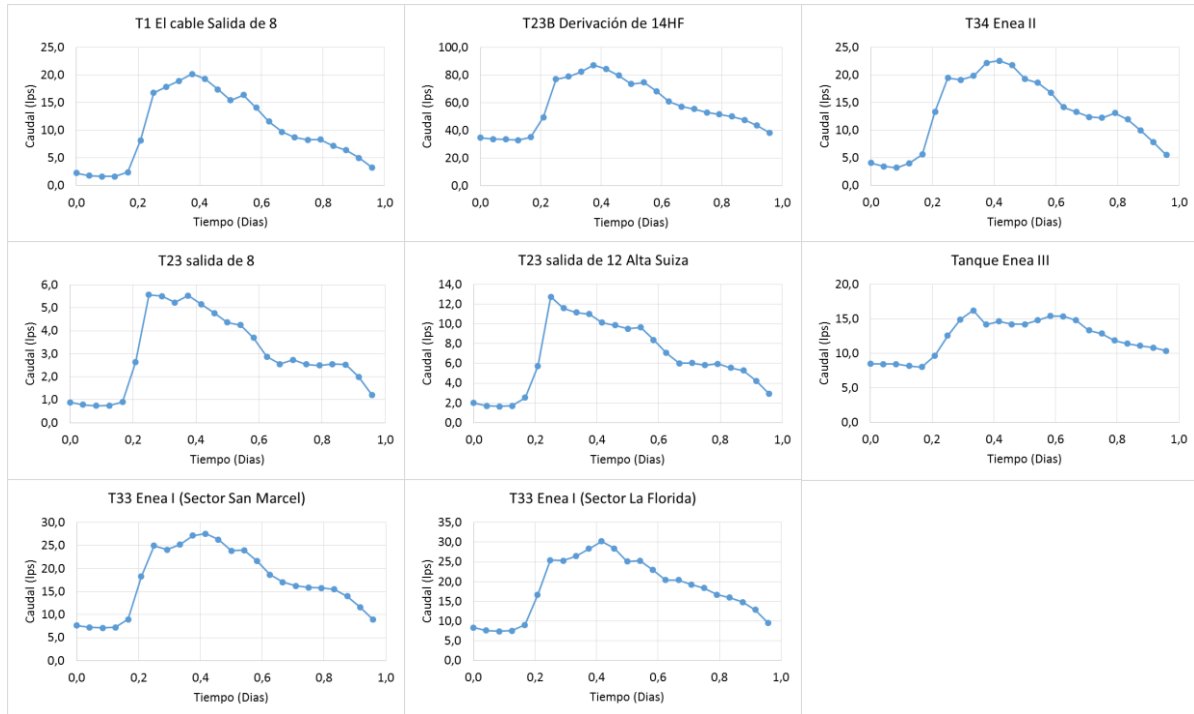 T1 El cable Salida de 8
Caudal (lps)
25,0
20,0
15,0
10,0
5,0
0,0
0,0 0,2 0,4 0,6 0,8 1,0
Tiempo (Dias)
T23B Derivación de 14HF
Caudal (lps)
100,0
80,0
60,0
40,0
20,0
0,0
0,0 0,2 0,4 0,6 0,8 1,0
Tiempo (Dias)
T34 Enea II
Caudal (lps)
25,0
20,0
15,0
10,0
5,0
0,0
0,0 0,2 0,4 0,6 0,8 1,0
Tiempo (Dias)
T23 salida de 8
Caudal (lps)
6,0
5,0
4,0
3,0
2,0
1,0
0,0
0,0 0,2 0,4 0,6 0,8 1,0
Tiempo (Dias)
T23 salida de 12 Alta Suiza
Caudal (lps)
14,0
12,0
10,0
8,0
6,0
4,0
2,0
0,0
0,0 0,2 0,4 0,6 0,8 1,0
Tiempo (Dias)
Tanque Enea III
Caudal (lps)
20,0
15,0
10,0
5,0
0,0
0,0 0,2 0,4 0,6 0,8 1,0
Tiempo (Dias)
T33 Enea I (Sector San Marcel)
Caudal (lps)
30,0
25,0
20,0
15,0
10,0
5,0
0,0
0,0 0,2 0,4 0,6 0,8 1,0
Tiempo (Dias)
T33 Enea I (Sector La Florida)
Caudal (lps)
35,0
30,0
25,0
20,0
15,0
10,0
5,0
0,0
0,0 0,2 0,4 0,6 0,8 1,0
Tiempo (Dias)